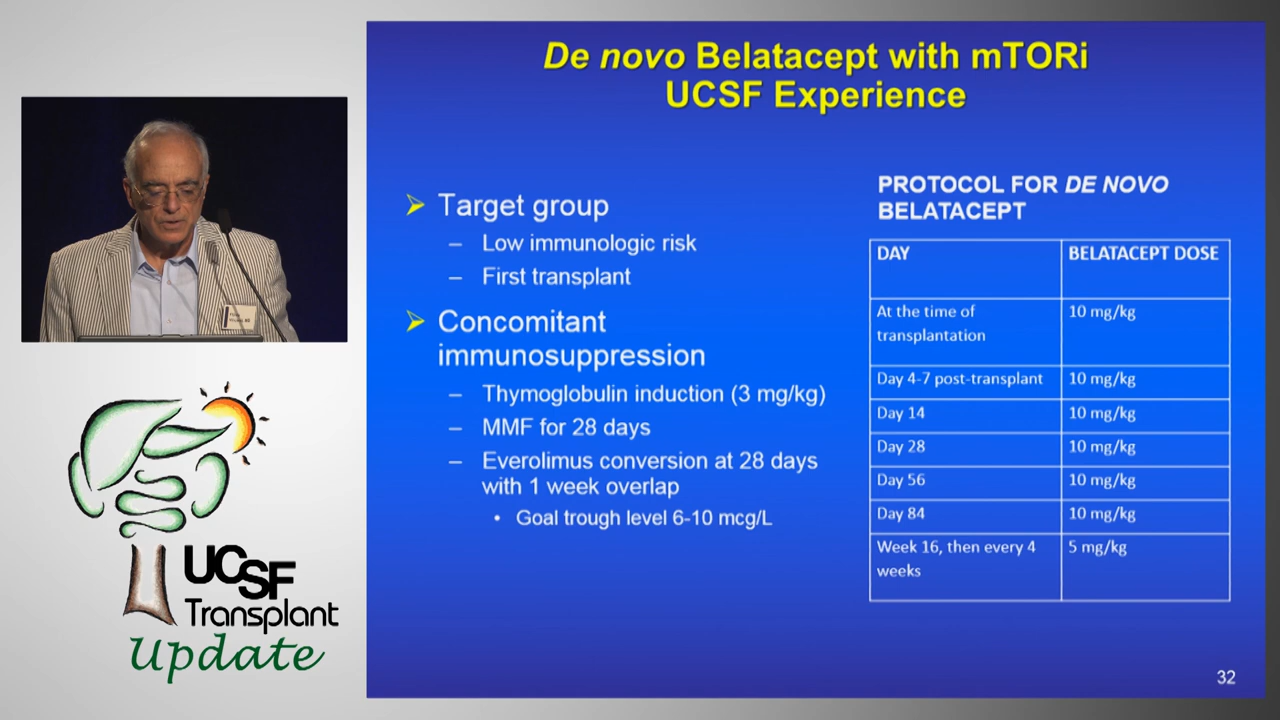 De novo Belatacept with mTORi
UCSF Experience
➢ Target group
– Low immunologic risk
– First transplant
➢ Concomitant
immunosuppression
– Thymoglobulin induction (3 mg/kg)
– MMF for 28 days
– Everolimus conversion at 28 days
with 1 week overlap
• Goal trough level 6-10 mcg/L
PROTOCOL FOR DE NOVO
BELATACEPT
DAY BELATACEPT DOSE
At the time of 10 mg/kg
transplantation
Day 4-7 post-transplant 10 mg/kg
Day 14 10 mg/kg
Day 28 10 mg/kg
Day 56 10 mg/kg
Day 84 10 mg/kg
Week 16, then every 4 5 mg/kg
weeks
32
UCSF
Transplant
Update